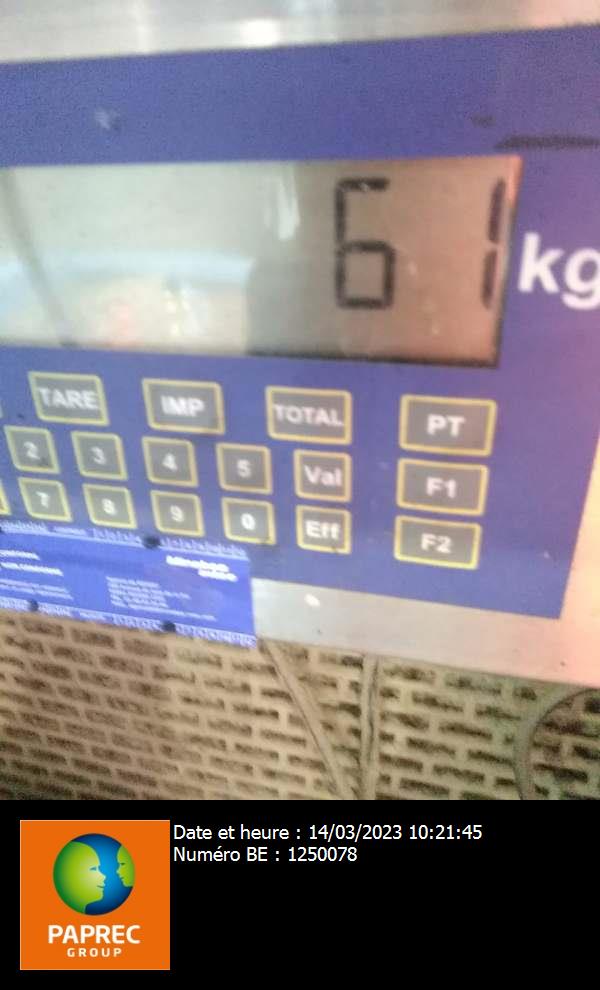 61 kg
TARE IMP TOTAL PT
2 3 4 5 Val F1
7 8 9 0 Eff F2
Date et heure : 14/03/2023 10:21:45
Numéro BE : 1250078
PAPREC
GROUP